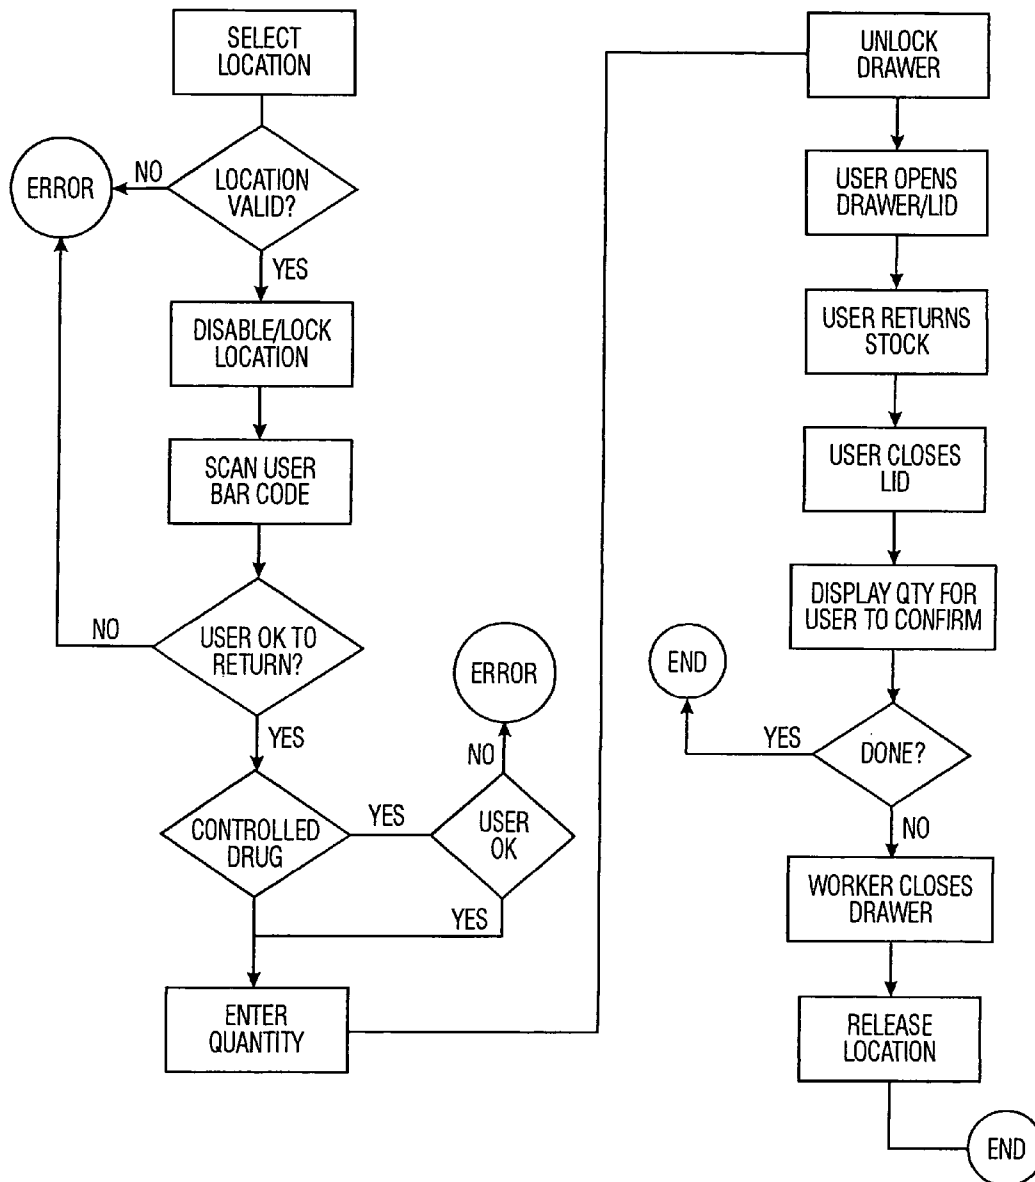 SELECT
LOCATION
LOCATION
VALID?
NO
ERROR
YES
DISABLE/LOCK
LOCATION
SCAN USER
BAR CODE
USER OK TO
RETURN?
NO
YES
CONTROLLED
DRUG
YES
USER
OK
NO
ERROR
YES
ENTER
QUANTITY
UNLOCK
DRAWER
USER OPENS
DRAWER/LID
USER RETURNS
STOCK
USER CLOSES
LID
DISPLAY QTY FOR
USER TO CONFIRM
DONE?
YES
END
NO
WORKER CLOSES
DRAWER
RELEASE
LOCATION
END